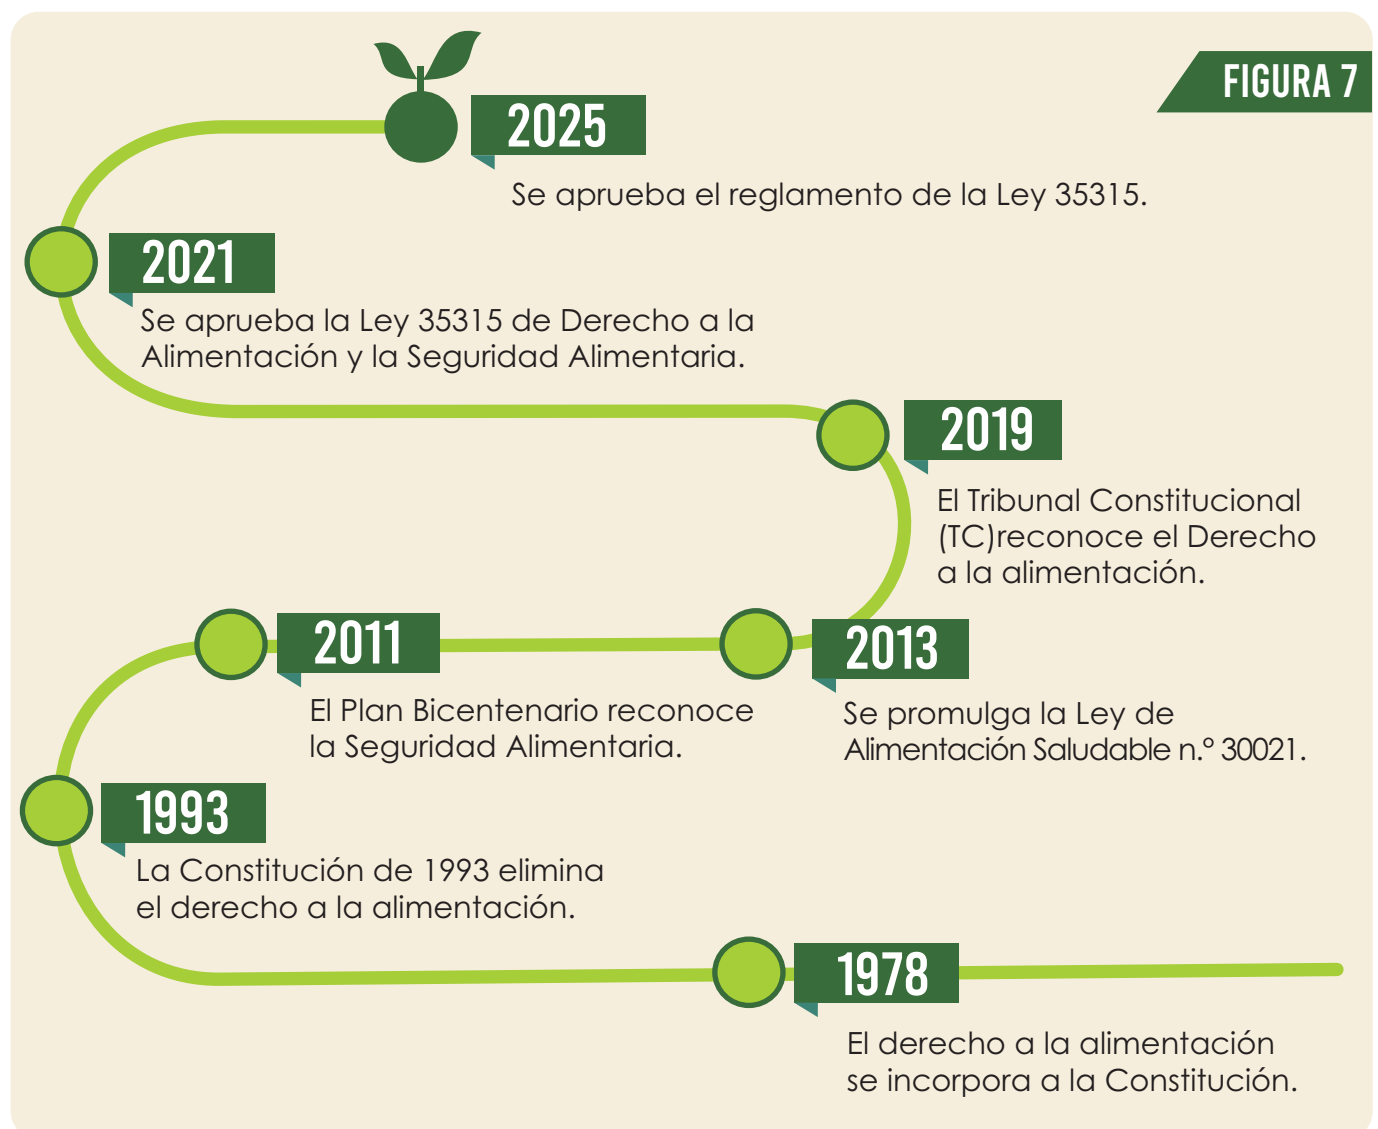 FIGURA 7
2025
Se aprueba el reglamento de la Ley 35315.
2021
Se aprueba la Ley 35315 de Derecho a la
Alimentación y la Seguridad Alimentaria.
2019
El Tribunal Constitucional
(TC)reconoce el Derecho
a la alimentación.
2011
El Plan Bicentenario reconoce
la Seguridad Alimentaria.
2013
Se promulga la Ley de
Alimentación Saludable n.° 30021.
1993
La Constitución de 1993 elimina
el derecho a la alimentación.
1978
El derecho a la alimentación
se incorpora a la Constitución.